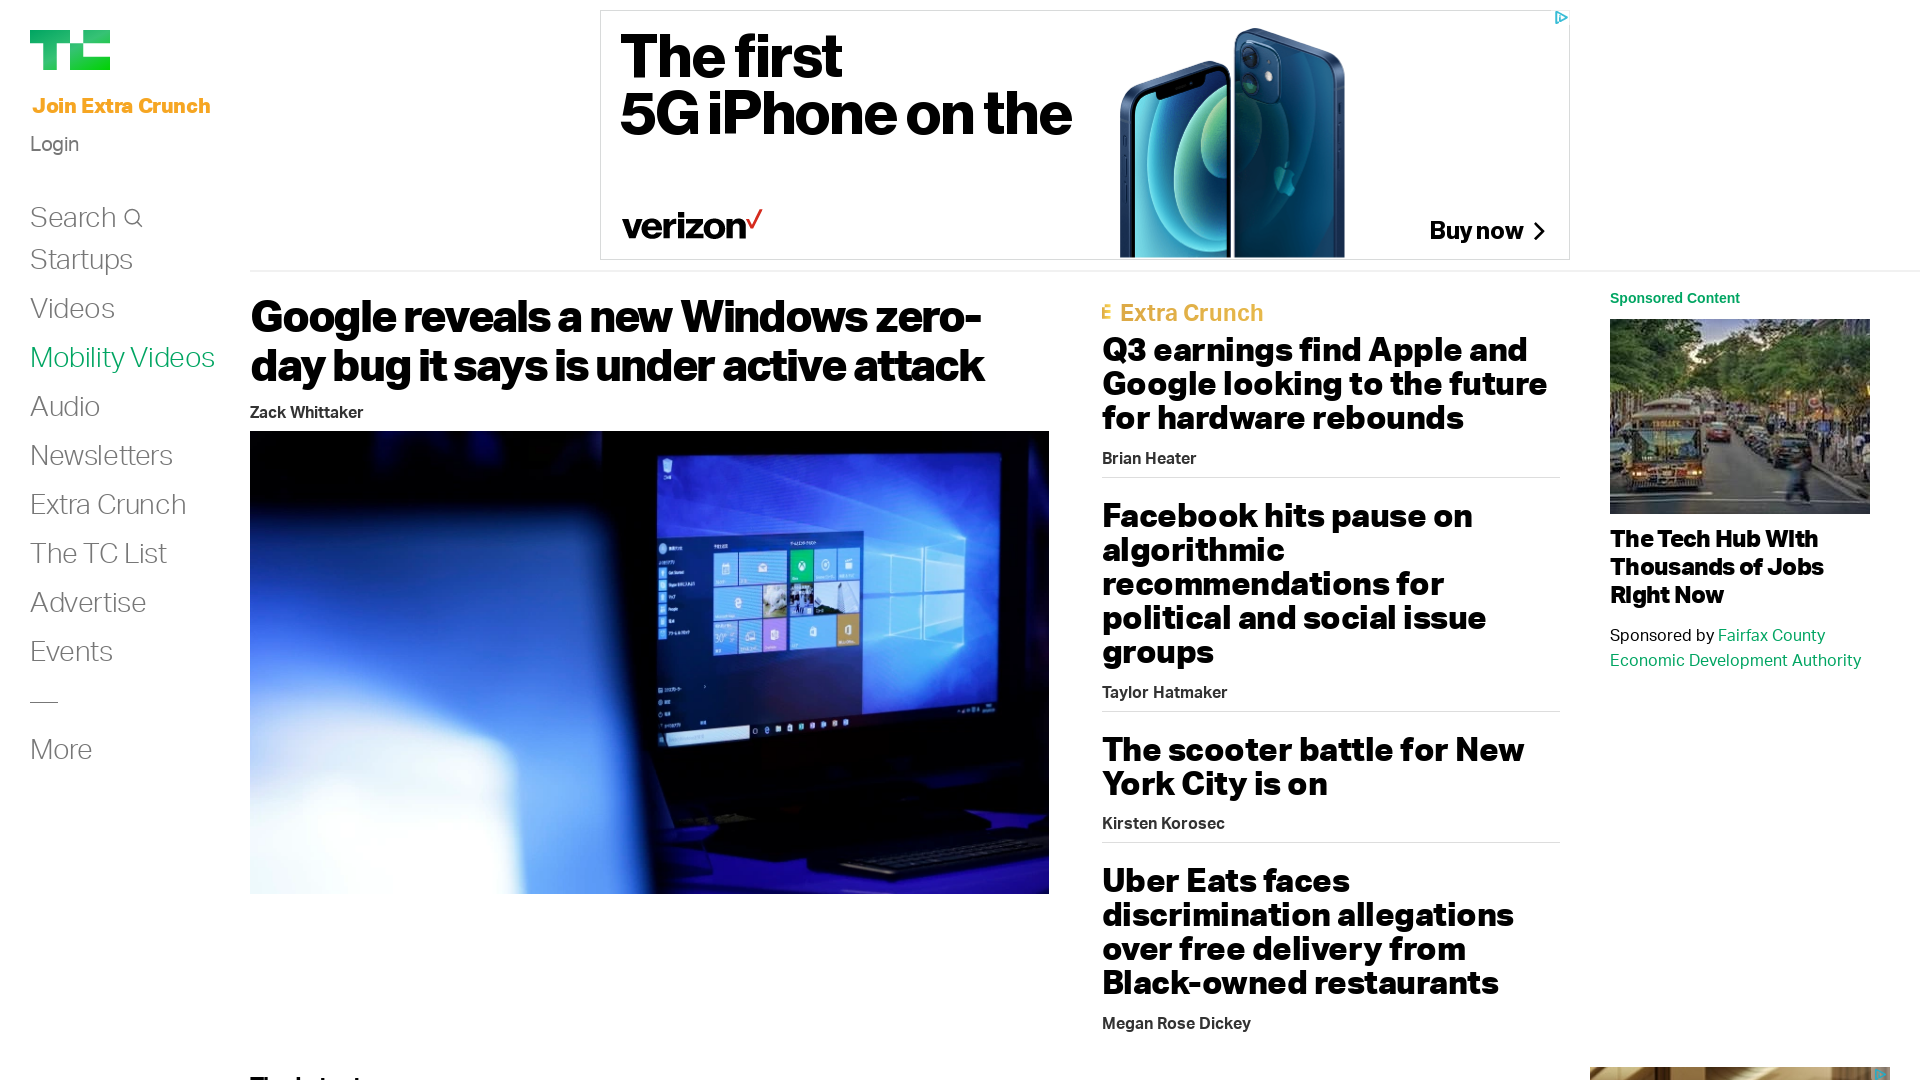 TC
Join Extra Crunch
Login
Search
Startups
Videos
Mobility Videos
Audio
Newsletters
Extra Crunch
The TC List
Advertise
Events
More
The first
5G iPhone on the
verizon
Buy now
Google reveals a new Windows zero-
day bug it says is under active attack
Zack Whittaker
Extra Crunch
Q3 earnings find Apple and
Google looking to the future
for hardware rebounds
Brian Heater
Facebook hits pause on
algorithmic
recommendations for
political and social issue
groups
Taylor Hatmaker
The scooter battle for New
York City is on
Kirsten Korosec
Uber Eats faces
discrimination allegations
over free delivery from
Black-owned restaurants
Megan Rose Dickey
Sponsored Content
The Tech Hub WIth
Thousands of Jobs
RIght Now
Sponsored by Fairfax County
Economic Development Authority